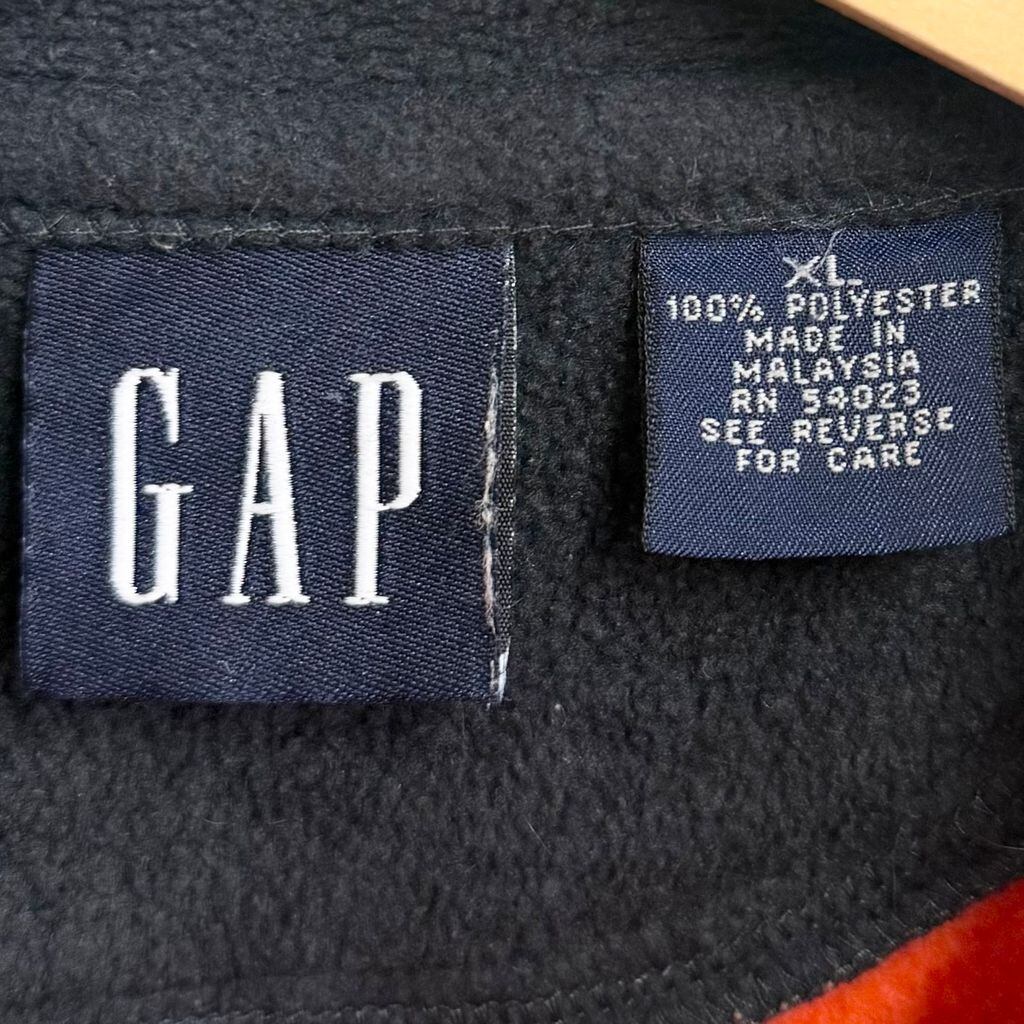 GAP
XL
100% POLYESTER
MADE IN
MALAYSIA
RN 54023
SEE REVERSE
FOR CARE